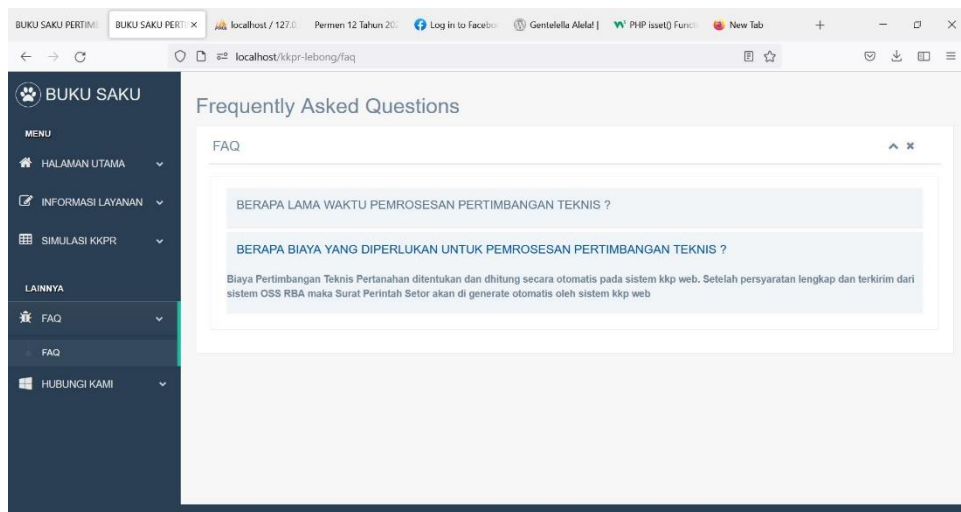 BUKU SAKU PERTIM
BUKU SAKU PERTI
localhost / 127.0.
Permen 12 Tahun 20
Log in to Facebo
Gentelella Alela! |
PHP isset() Functi
New Tab
localhost/kkpr-lebong/faq
BUKU SAKU
MENU
HALAMAN UTAMA
INFORMASI LAYANAN
SIMULASI KKPR
LAINNYA
FAQ
FAQ
HUBUNGI KAMI
Frequently Asked Questions
FAQ
BERAPA LAMA WAKTU PEMROSESAN PERTIMBANGAN TEKNIS ?
BERAPA BIAYA YANG DIPERLUKAN UNTUK PEMROSESAN PERTIMBANGAN TEKNIS ?
Biaya Pertimbangan Teknis Pertanahan ditentukan dan dhitung secara otomatis pada sistem kkp web. Setelah persyaratan lengkap dan terkirim dari
sistem OSS RBA maka Surat Perintah Setor akan di generate otomatis oleh sistem kkp web